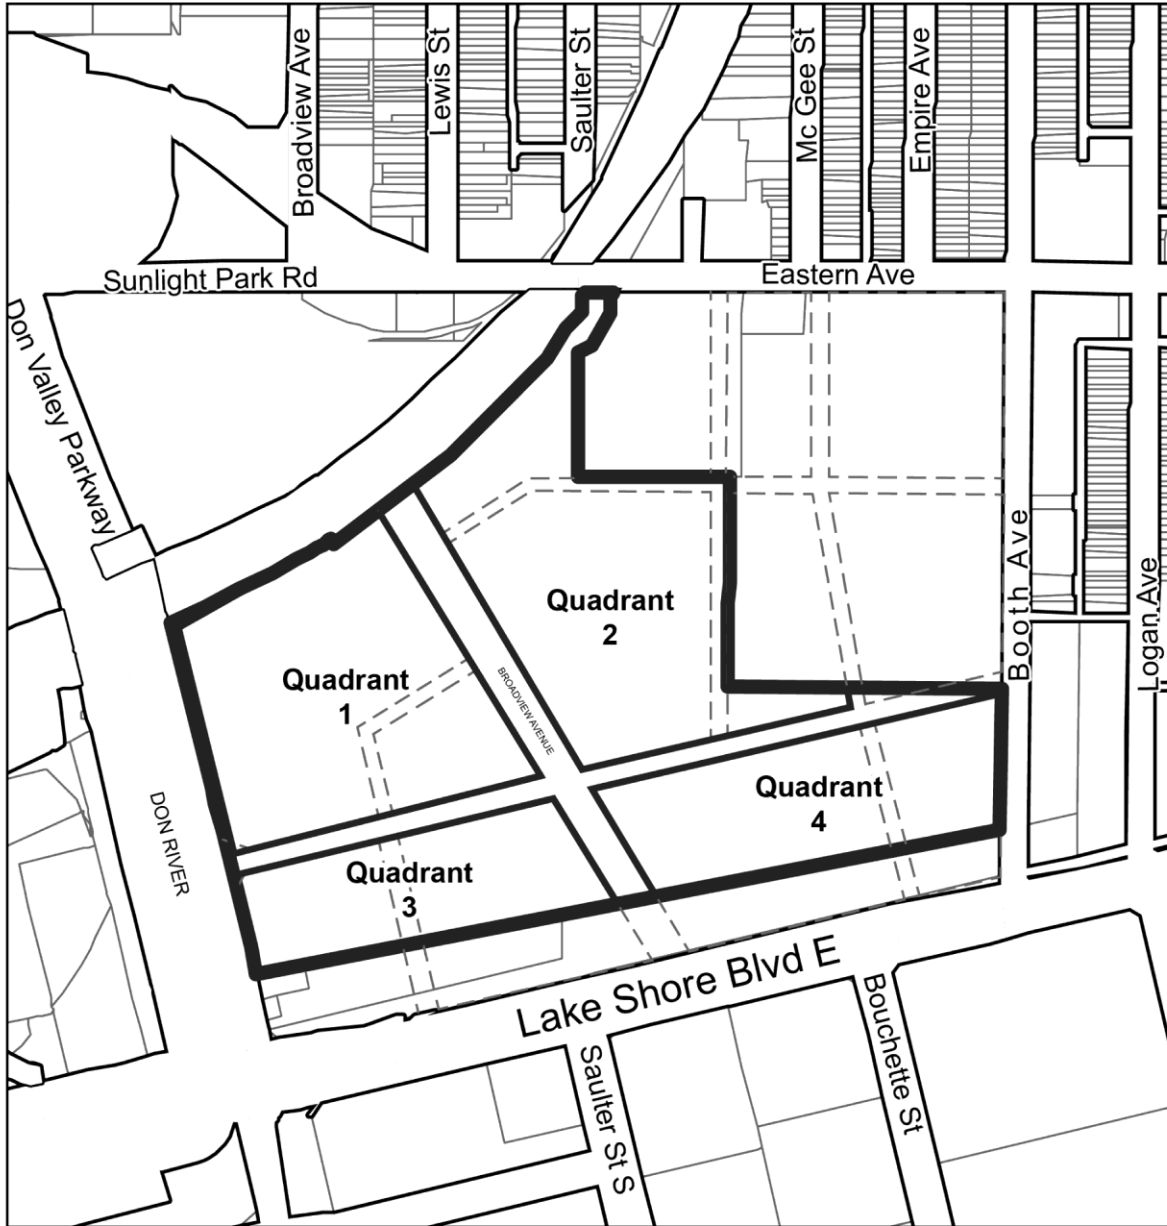 Broadview Ave
Lewis St
Saulter St
Mc Gee St
Empire Ave
Sunlight Park Rd
Eastern Ave
Don Valley Parkway
Booth Ave
Logan Ave
Quadrant
2
Quadrant
1
BROADVIEW AVENUE
Quadrant
4
DON RIVER
Quadrant
3
Lake Shore Blvd E
Bouchette St
Saulter St S